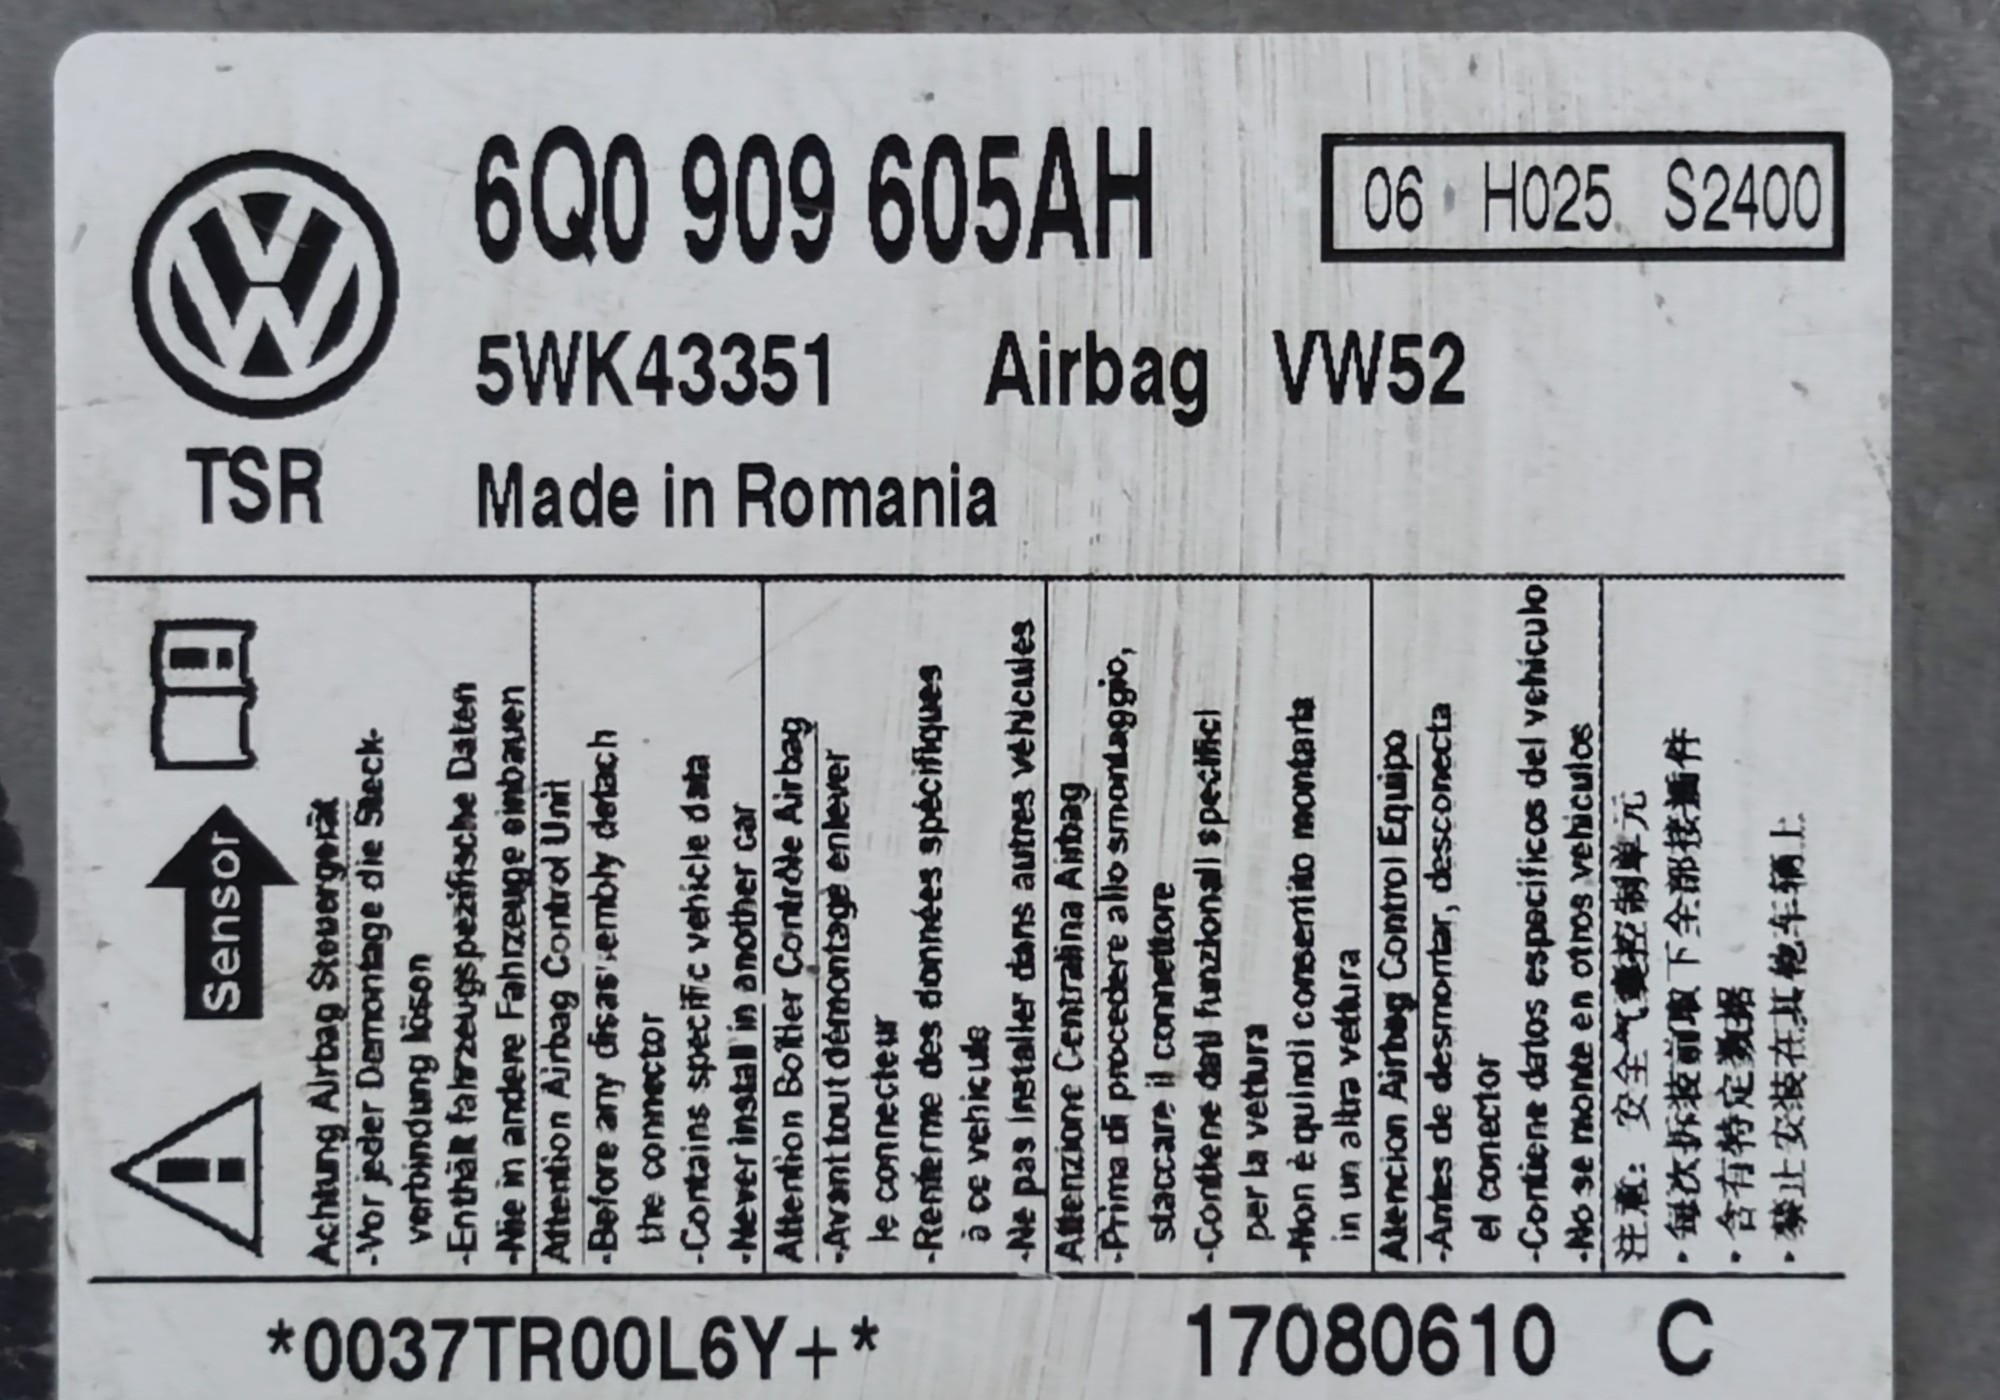 6Q0 909 605AH
06 H025 S2400
5WK43351 Airbag VW52
TSR
Made in Romania
Sensor
Achtung Airbag Steuergerät
-Vor jeder Demontage die Steck-
verbindung lösen
-Enthält fahrzeugspezifische Daten
-Nie in andere Fahrzeuge einbauen
Attention Airbag Control Unit
-Before any disassembly detach
the connector
-Contains specific vehicle data
-Never install in another car
Attention Boîtier Contrôle Airbag
-Avant tout démontage enlever
le connecteur
-Renferme des données spécifiques
à ce vehicule
-Ne pas installer dans autres vehicules
Attenzione Centralina Airbag
-Prima di procedere allo smontaggio,
staccare il connettore
-Contiene dati funzionali specifici
per la vettura
-Non è quindi consentito montarla
in un altra vettura
Atencion Airbag Control Equipo
-Antes de desmontar, desconecta
el conector
-Contiene datos especificos del vehiculo
-No se monte en otros vehiculos
注意: 安全气囊控制单元
·每次拆装前取下全部接插件
·含有特定数据
·禁止安装在其他车辆上
*0037TR00L6Y+*
17080610 C